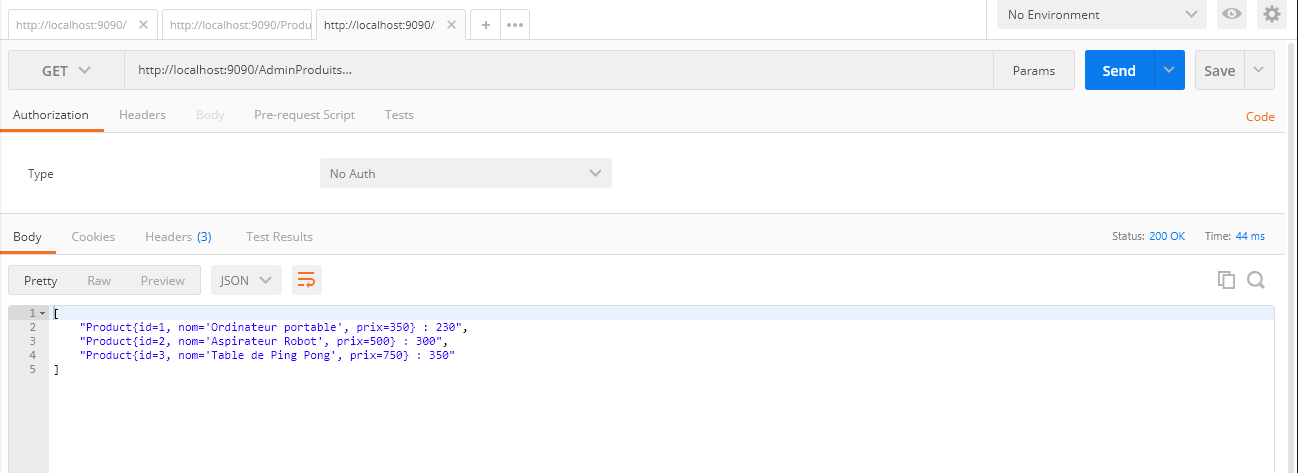 http://localhost:9090/ http://localhost:9090/Produ http://localhost:9090/ No Environment
GET http://localhost:9090/AdminProduits... Params Send Save
Authorization Headers Body Pre-request Script Tests Code
Type No Auth
Body Cookies Headers (3) Test Results Status: 200 OK Time: 44 ms
Pretty Raw Preview JSON
1 [
2 "Product{id=1, nom='Ordinateur portable', prix=350} : 230",
3 "Product{id=2, nom='Aspirateur Robot', prix=500} : 300",
4 "Product{id=3, nom='Table de Ping Pong', prix=750} : 350"
5 ]